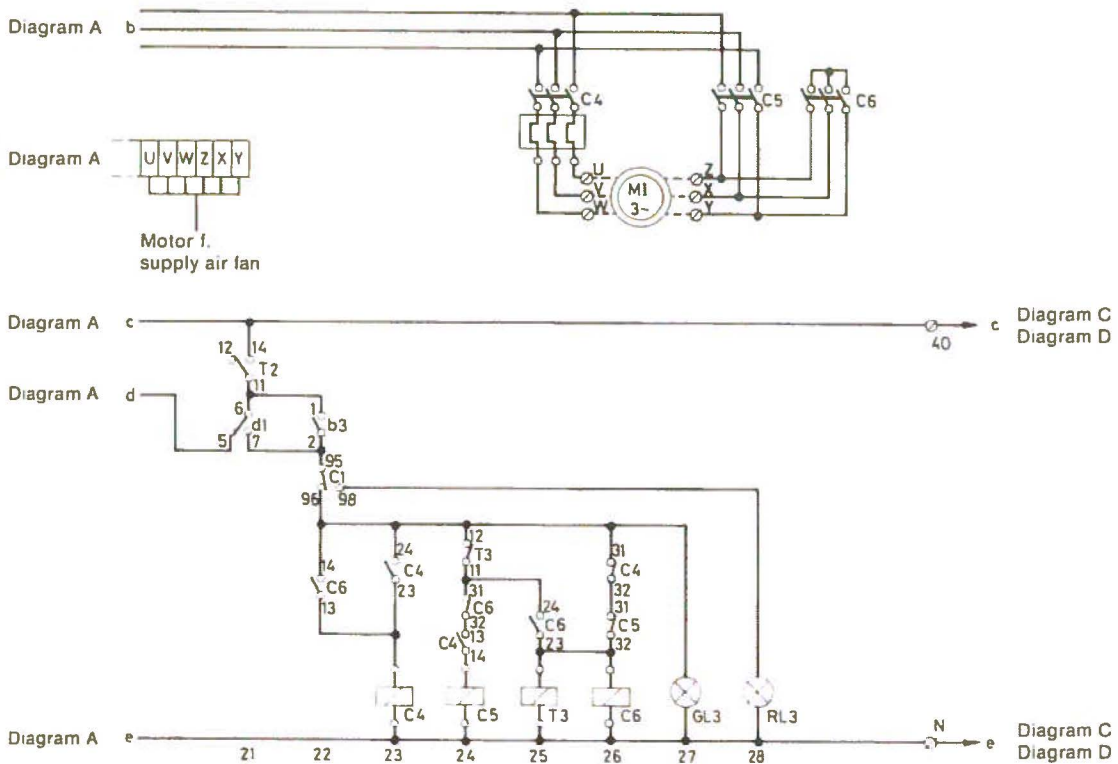 Diagram A b
C4
C5
C6
Diagram A
U V W Z X Y
U
Z
V
M1
X
W
3~
Y
Motor f.
supply air fan
Diagram A c
c Diagram C
Diagram D
40
12 14
T2
11
Diagram A d
6 1
d1 b3
5 7 2
95
C1
96 98
12
24 T3 31
14 C4 11 C4
C6 23 31 24 32
13 C6 C6 31
32 23 C5
C4 13 32
14
C4 C5 T3 C6 GL3 RL3
N
Diagram A e
e Diagram C
Diagram D
21 22 23 24 25 26 27 28